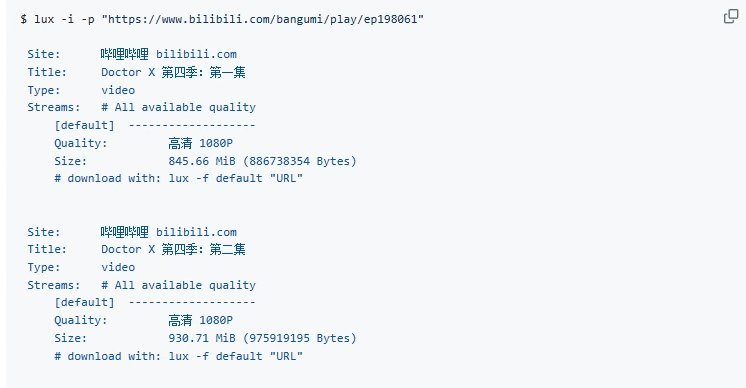 $ lux -i -p "https://www.bilibili.com/bangumi/play/ep198061"
Site:      哔哩哔哩 bilibili.com
Title:     Doctor X 第四季：第一集
Type:      video
Streams:   # All available quality
[default]  -------------------
Quality:         高清 1080P
Size:            845.66 MiB (886738354 Bytes)
# download with: lux -f default "URL"
Site:      哔哩哔哩 bilibili.com
Title:     Doctor X 第四季：第二集
Type:      video
Streams:   # All available quality
[default]  -------------------
Quality:         高清 1080P
Size:            930.71 MiB (975919195 Bytes)
# download with: lux -f default "URL"